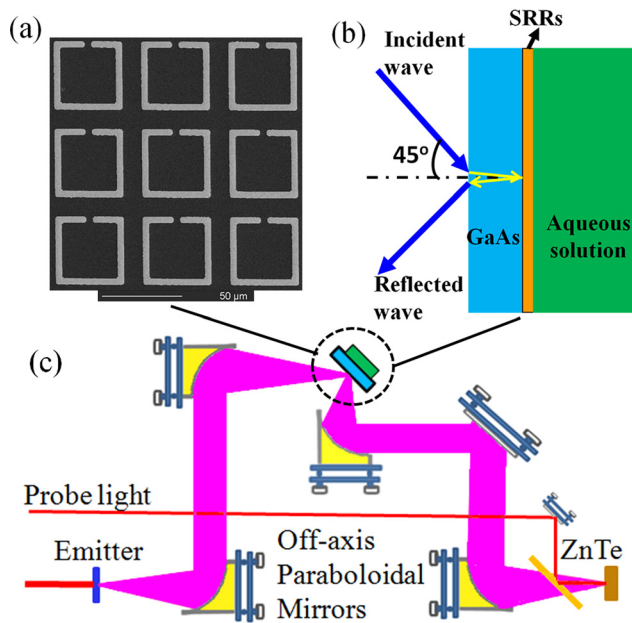 (a)
50 μm
(b)
SRRs
Incident
wave
45°
GaAs
Aqueous
solution
Reflected
wave
(c)
Probe light
Emitter
Off-axis
Paraboloidal
Mirrors
ZnTe